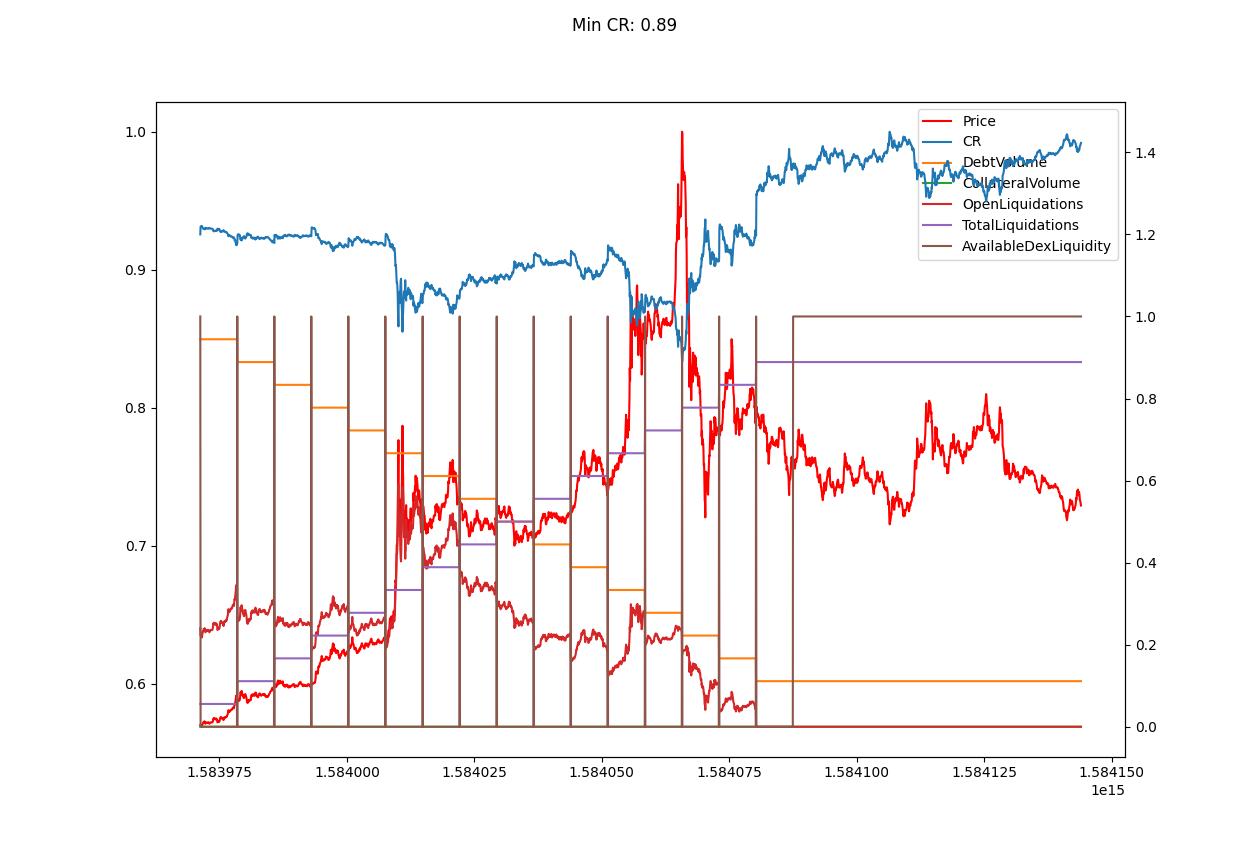 Min CR: 0.89
Price
CR
DebtVolume
CollateralVolume
OpenLiquidations
TotalLiquidations
AvailableDexLiquidity
1.0
0.9
0.8
0.7
0.6
1.4
1.2
1.0
0.8
0.6
0.4
0.2
0.0
1.583975 1.584000 1.584025 1.584050 1.584075 1.584100 1.584125 1.584150
1e15